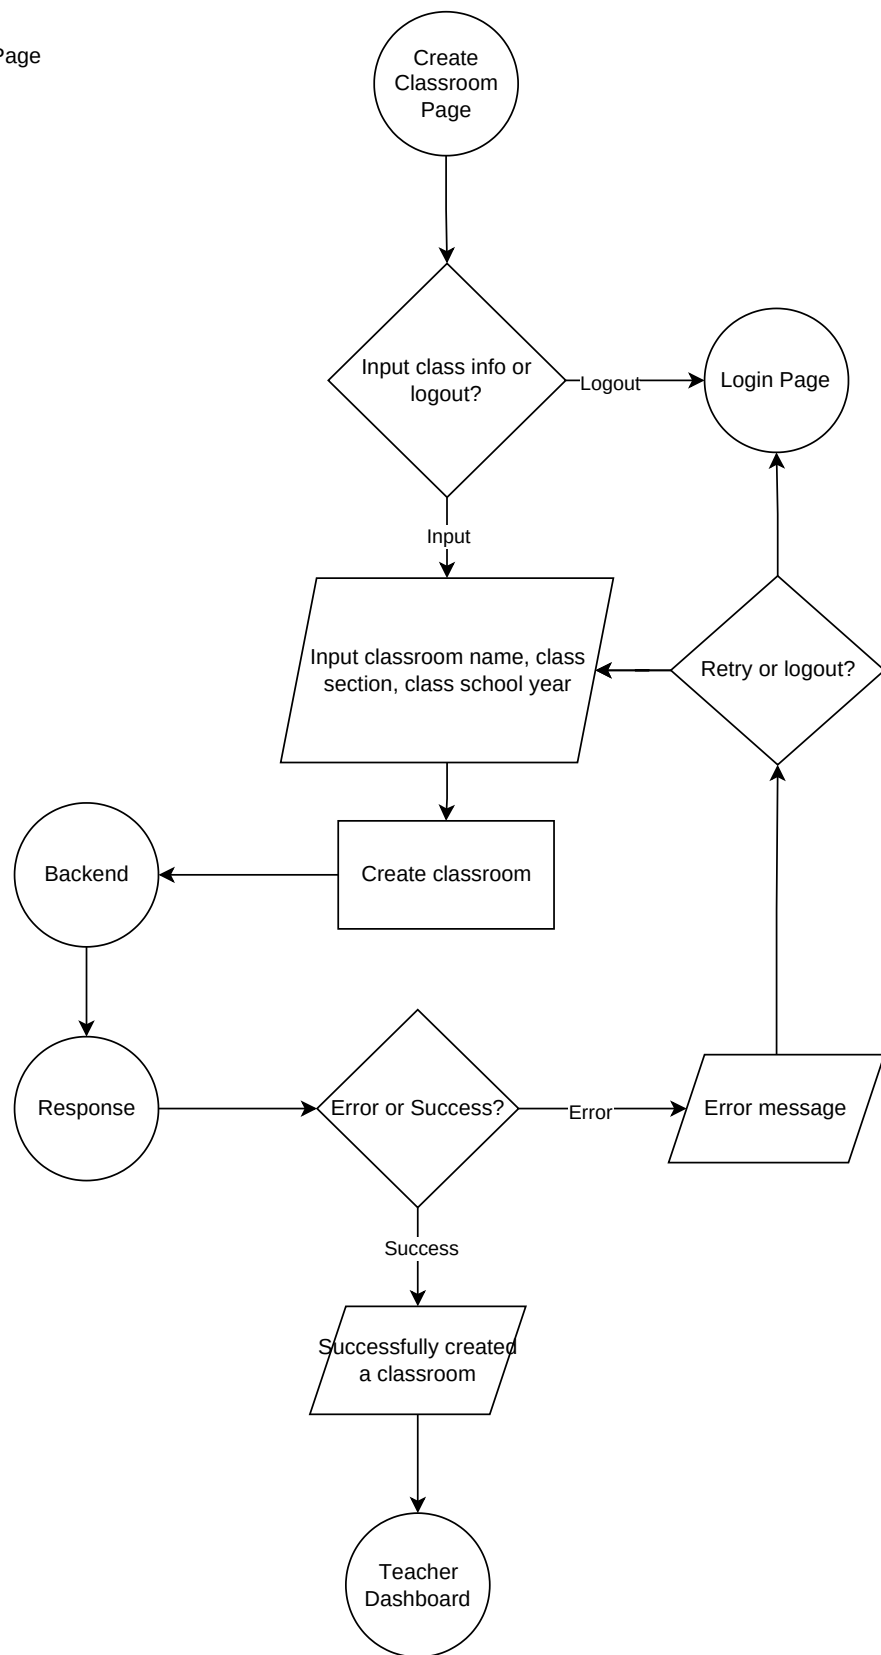 Page
Create
Classroom
Page
Input class info or
logout?
Logout
Login Page
Input
Input classroom name, class
section, class school year
Retry or logout?
Backend
Create classroom
Response
Error or Success?
Error
Error message
Success
Successfully created
a classroom
Teacher
Dashboard